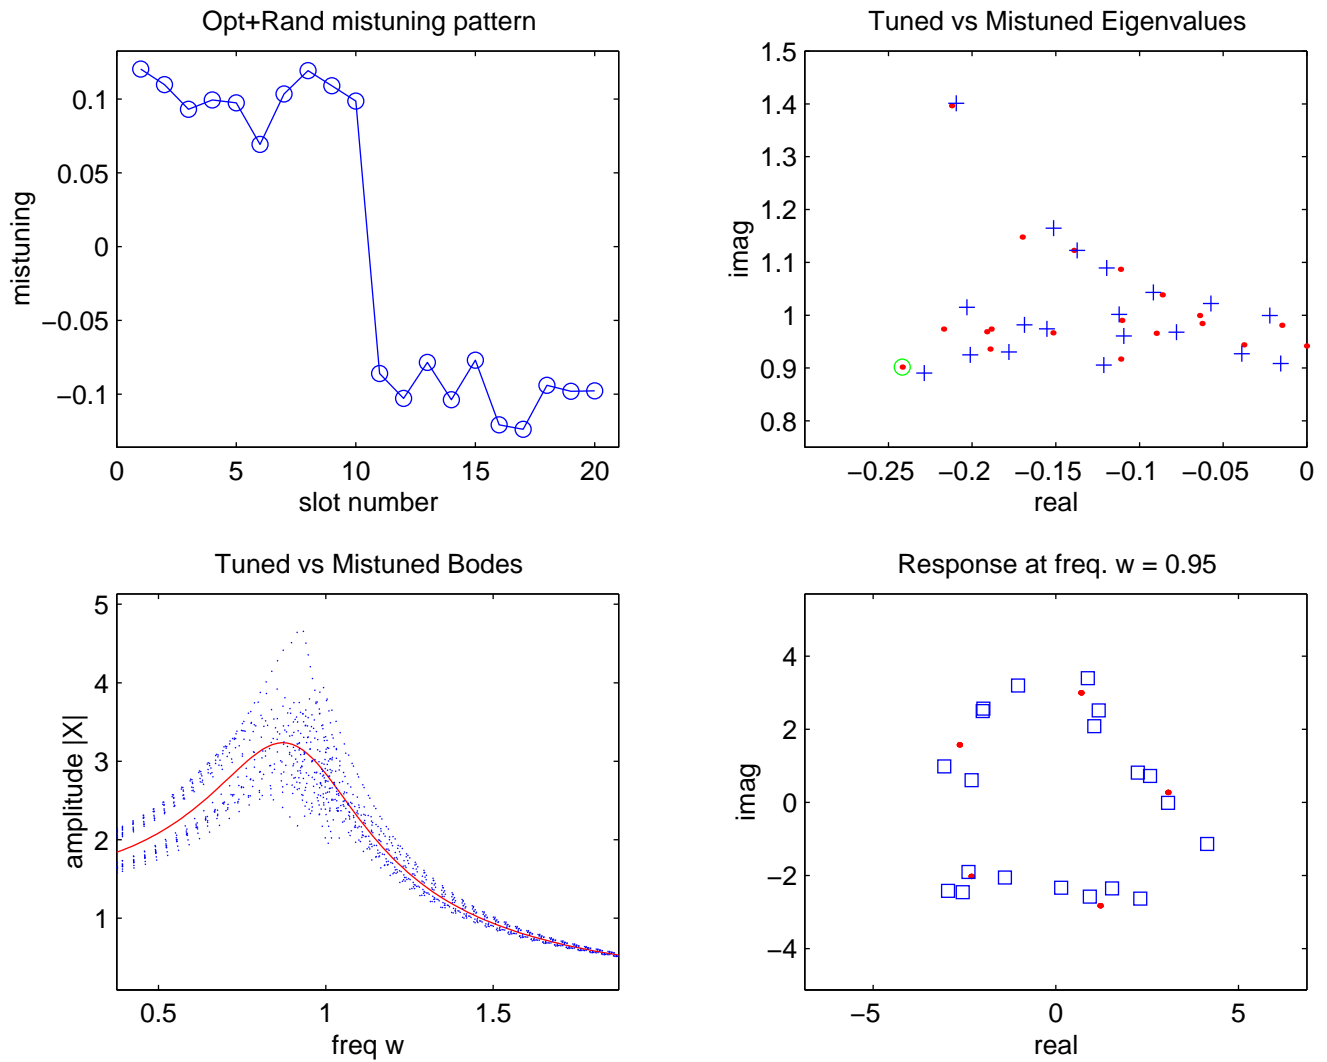 Opt+Rand mistuning pattern
mistuning
0.1
0.05
0
−0.05
−0.1
0 5 10 15 20
slot number
Tuned vs Mistuned Eigenvalues
imag
1.5
1.4
1.3
1.2
1.1
1
0.9
0.8
−0.25 −0.2 −0.15 −0.1 −0.05 0
real
Tuned vs Mistuned Bodes
amplitude |X|
5
4
3
2
1
0.5 1 1.5
freq w
Response at freq. w = 0.95
imag
4
2
0
−2
−4
−5 0 5
real